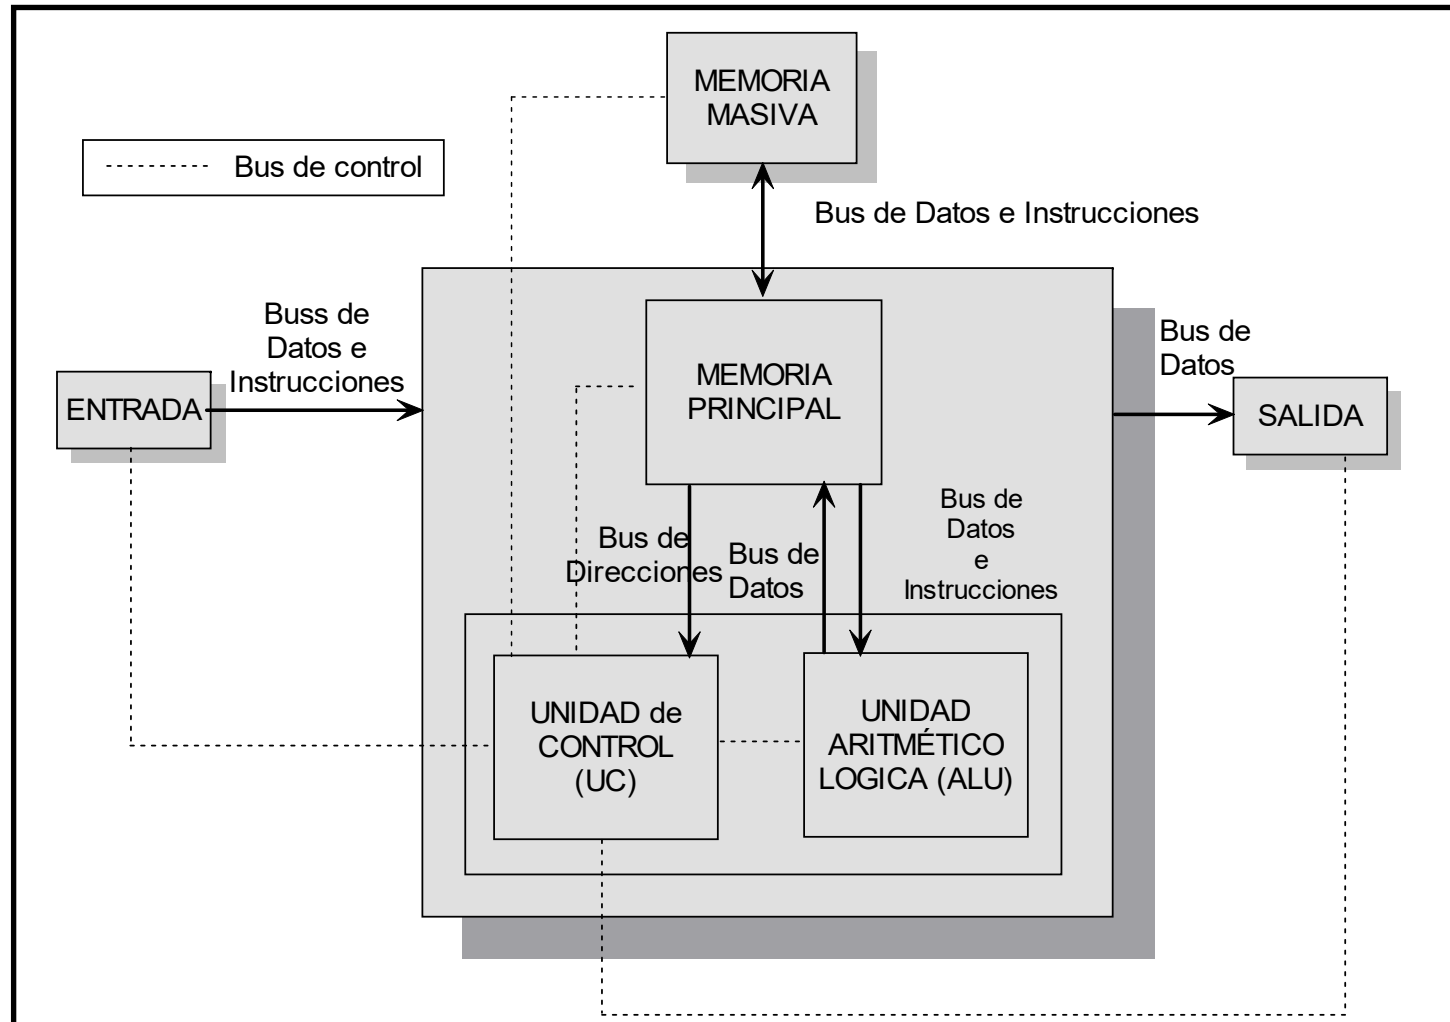 MEMORIA
MASIVA
Bus de control
Bus de Datos e Instrucciones
Buss de
Datos e
Instrucciones
ENTRADA
MEMORIA
PRINCIPAL
Bus de
Datos
SALIDA
Bus de
Direcciones
Bus de
Datos
Bus de
Datos
e
Instrucciones
UNIDAD de
CONTROL
(UC)
UNIDAD
ARITMÉTICO
LOGICA (ALU)